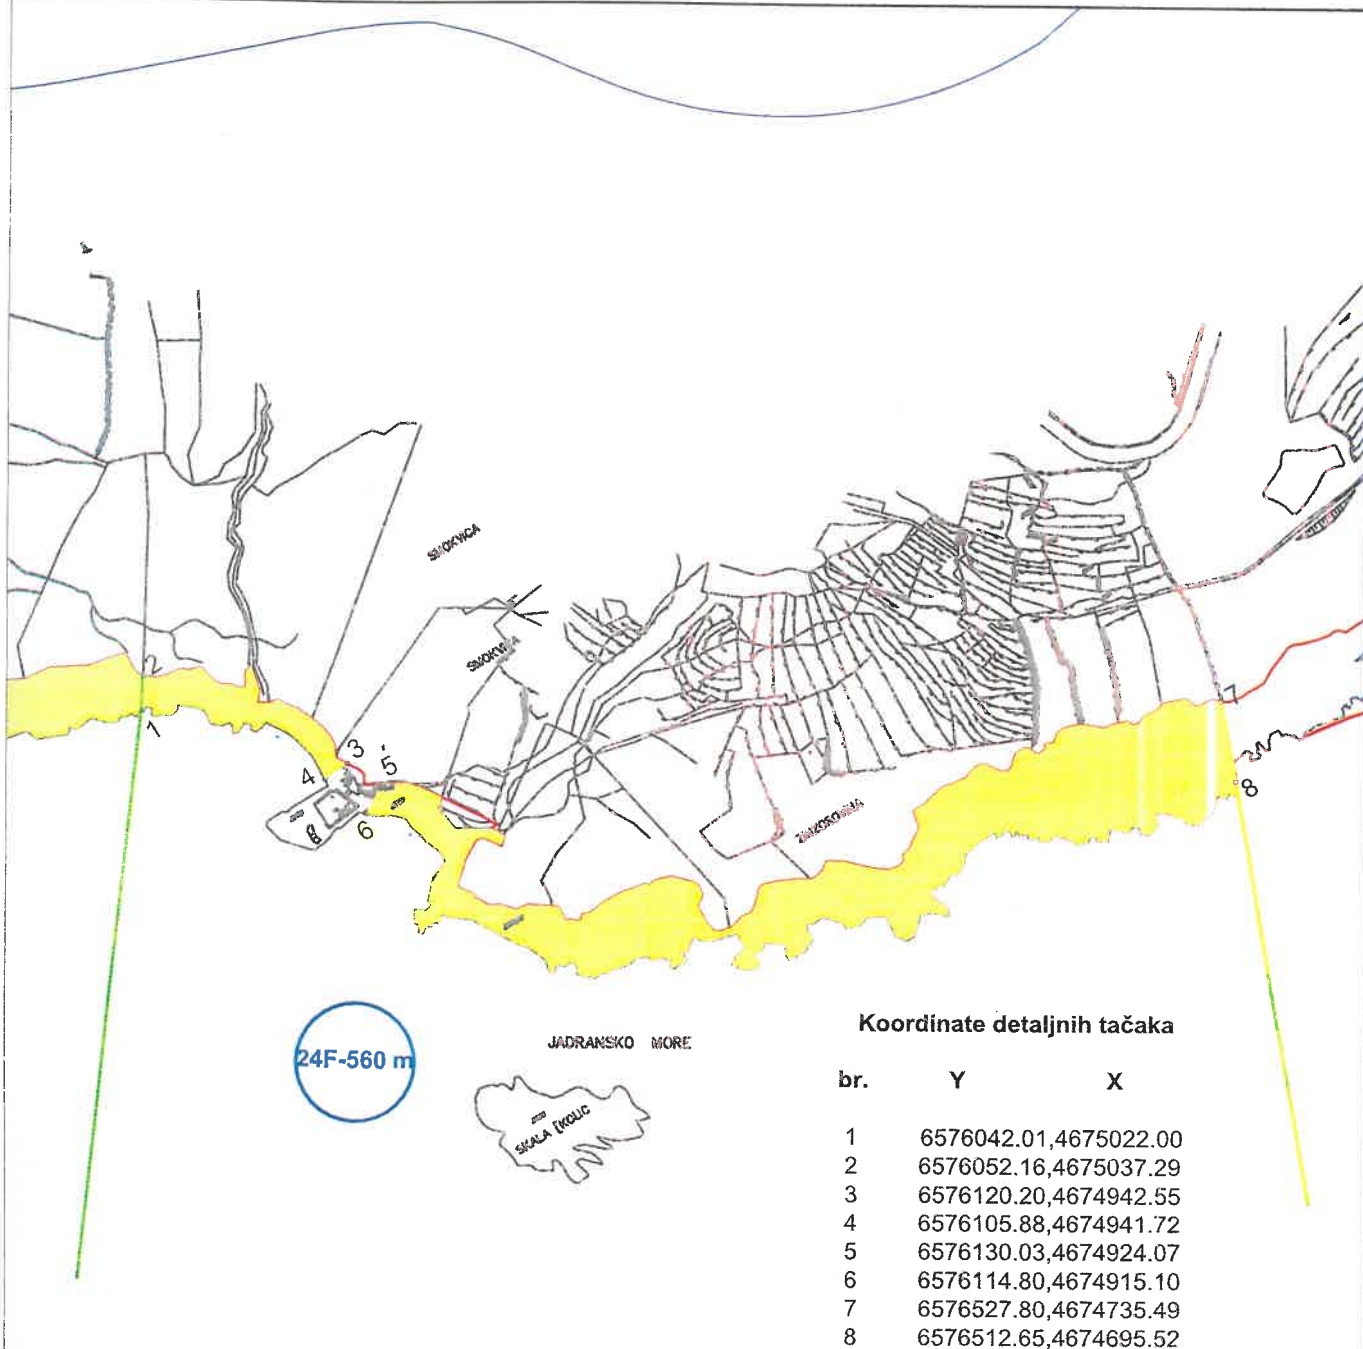 SMOKVICA
2
1
3
4
5
6
7
8
24F-560 m
JADRANSKO MORE
SKALA
Koordinate detaljnih tačaka
br. Y X
1 6576042.01,4675022.00
2 6576052.16,4675037.29
3 6576120.20,4674942.55
4 6576105.88,4674941.72
5 6576130.03,4674924.07
6 6576114.80,4674915.10
7 6576527.80,4674735.49
8 6576512.65,4674695.52